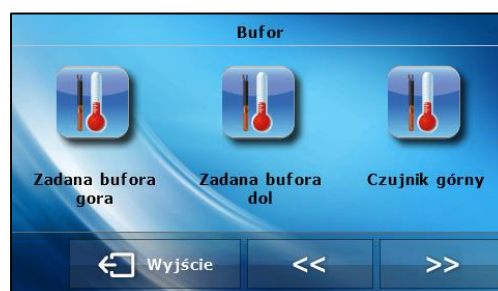 Bufor
Zadana bufora
gora
Zadana bufora
dol
Czujnik górny
Wyjście
<<
>>